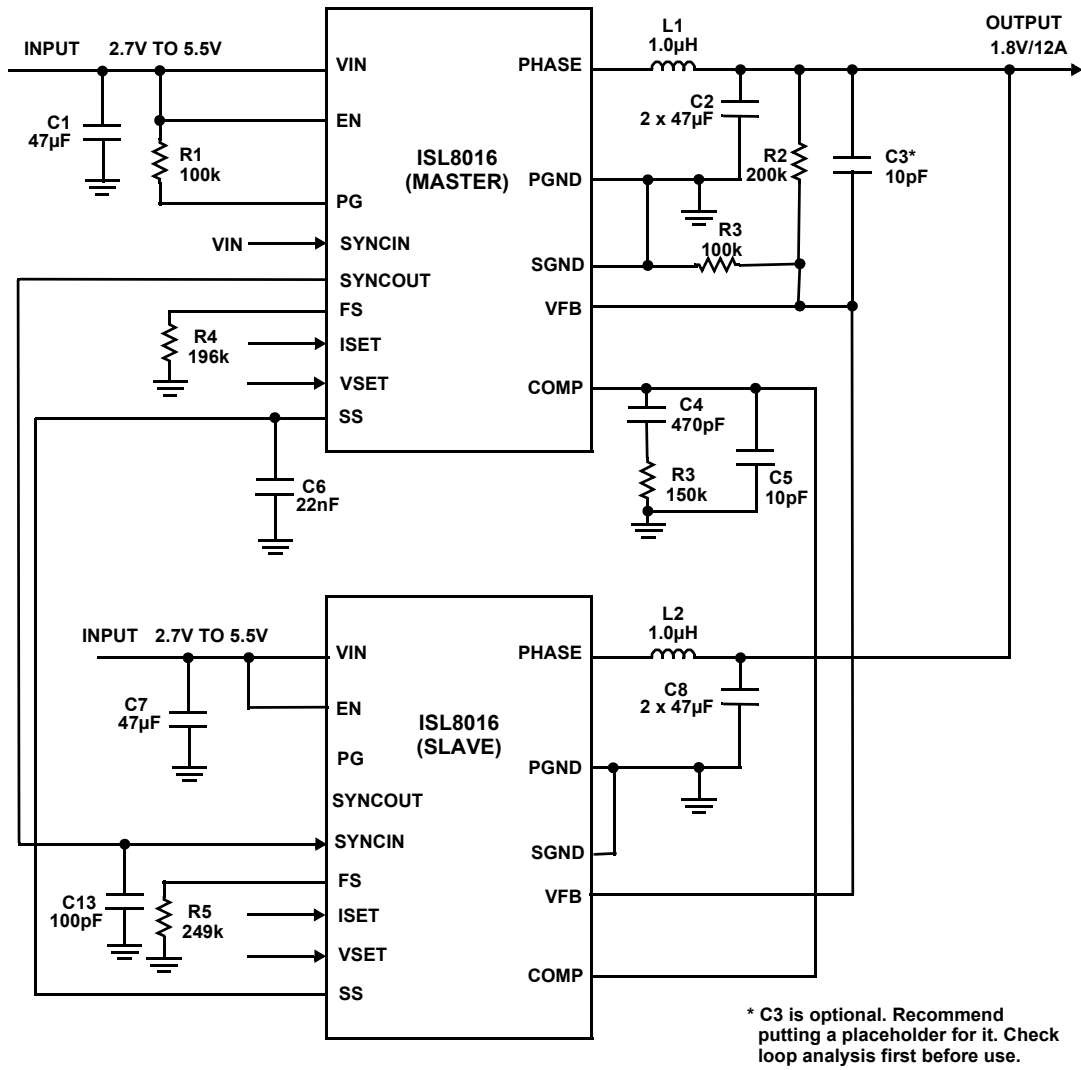 INPUT 2.7V TO 5.5V
C1
47µF
R1
100k
VIN
EN
PG
VIN
SYNCIN
SYNCOUT
FS
R4
196k
ISET
VSET
SS
C6
22nF
ISL8016
(MASTER)
PHASE
PGND
SGND
VFB
COMP
L1
1.0µH
C2
2 x 47µF
R2
200k
C3*
10pF
R3
100k
OUTPUT
1.8V/12A
C4
470pF
R3
150k
C5
10pF
INPUT 2.7V TO 5.5V
C7
47µF
VIN
EN
PG
SYNCOUT
SYNCIN
FS
C13
100pF
R5
249k
ISET
VSET
SS
ISL8016
(SLAVE)
PHASE
PGND
SGND
VFB
COMP
L2
1.0µH
C8
2 x 47µF
* C3 is optional. Recommend
putting a placeholder for it. Check
loop analysis first before use.